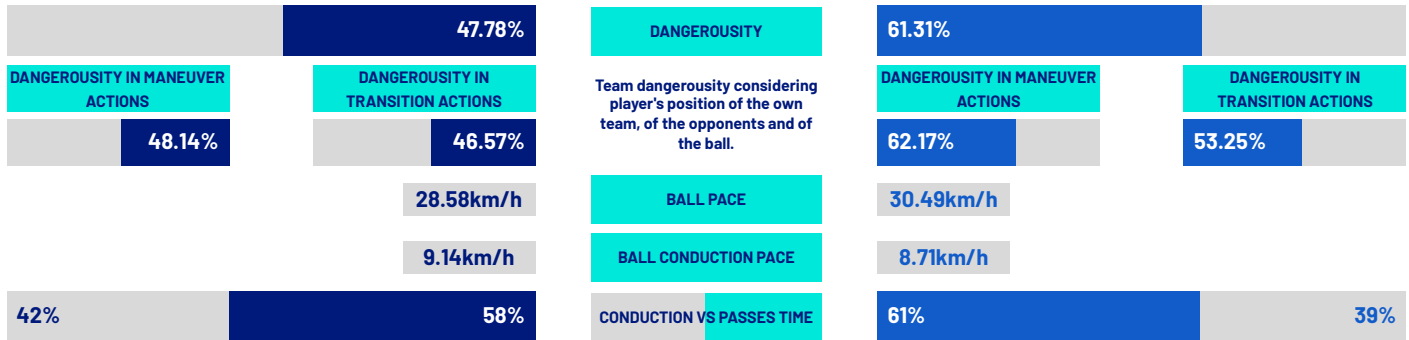 47.78%
DANGEROUSITY
61.31%
DANGEROUSITY IN MANEUVER
ACTIONS
DANGEROUSITY IN
TRANSITION ACTIONS
Team dangerousity considering
player's position of the own
team, of the opponents and of
the ball.
DANGEROUSITY IN MANEUVER
ACTIONS
DANGEROUSITY IN
TRANSITION ACTIONS
48.14%
46.57%
62.17%
53.25%
28.58km/h
BALL PACE
30.49km/h
9.14km/h
BALL CONDUCTION PACE
8.71km/h
42%
58%
CONDUCTION VS PASSES TIME
61%
39%